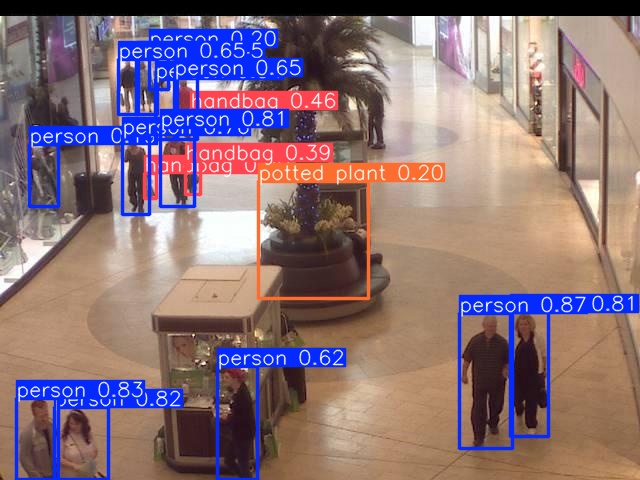 person 0.20
person 0.65
person 0.65
handbag 0.46
person 0.81
handbag 0.39
potted plant 0.20
person 0.87
0.81
person 0.62
person 0.83
person 0.82